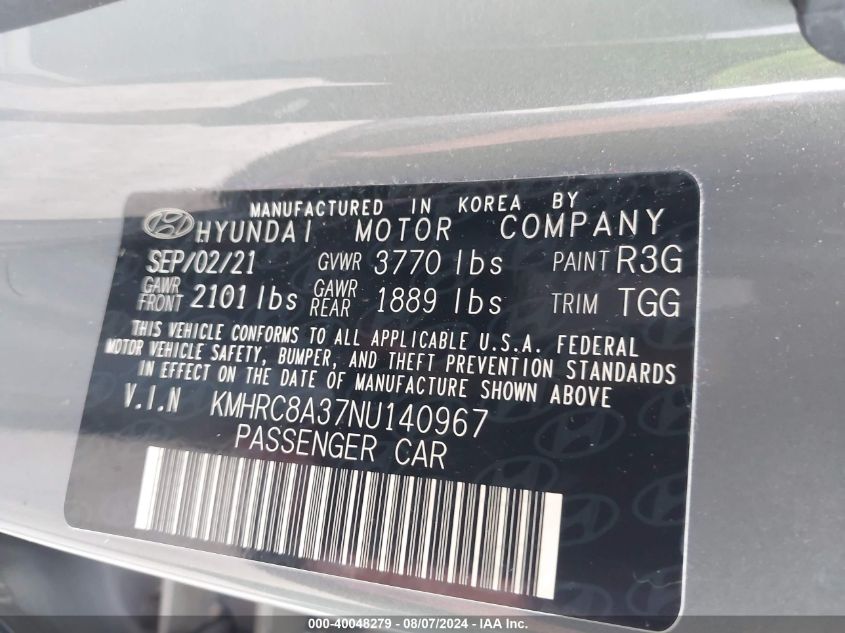 MANUFACTURED IN KOREA BY
HYUNDAI MOTOR COMPANY
SEP/02/21 GVWR 3770 lbs PAINT R3G
GAWR FRONT 2101 lbs GAWR REAR 1889 lbs TRIM TGG
THIS VEHICLE CONFORMS TO ALL APPLICABLE U.S.A. FEDERAL
MOTOR VEHICLE SAFETY, BUMPER, AND THEFT PREVENTION STANDARDS
IN EFFECT ON THE DATE OF MANUFACTURE SHOWN ABOVE
V.I.N KMHRC8A37NU140967
PASSENGER CAR
000-40048279 - 08/07/2024 - IAA Inc.